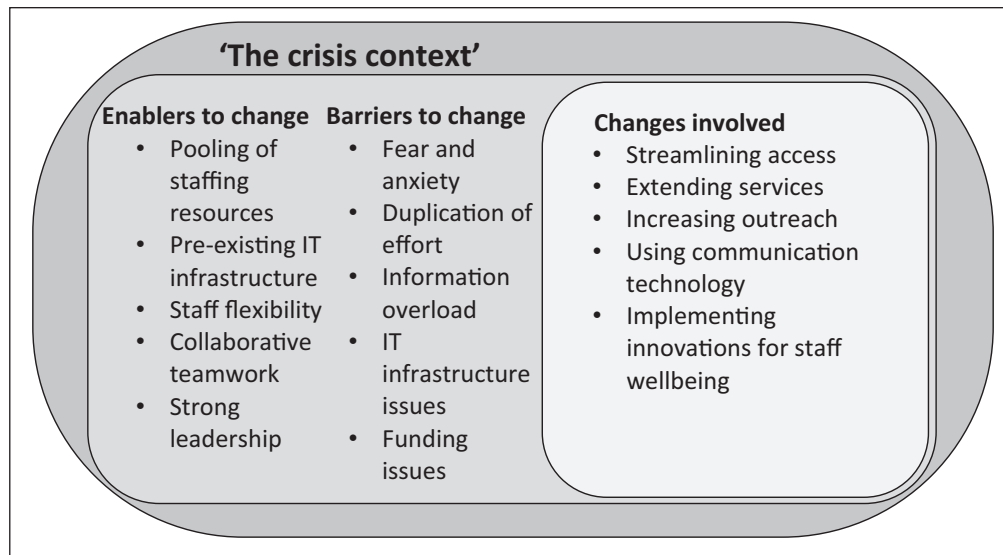 ‘The crisis context’
Enablers to change
• Pooling of
staffing
resources
• Pre-existing IT
infrastructure
• Staff flexibility
• Collaborative
teamwork
• Strong
leadership
Barriers to change
• Fear and
anxiety
• Duplication of
effort
• Information
overload
• IT
infrastructure
issues
• Funding
issues
Changes involved
• Streamlining access
• Extending services
• Increasing outreach
• Using communication
technology
• Implementing
innovations for staff
wellbeing